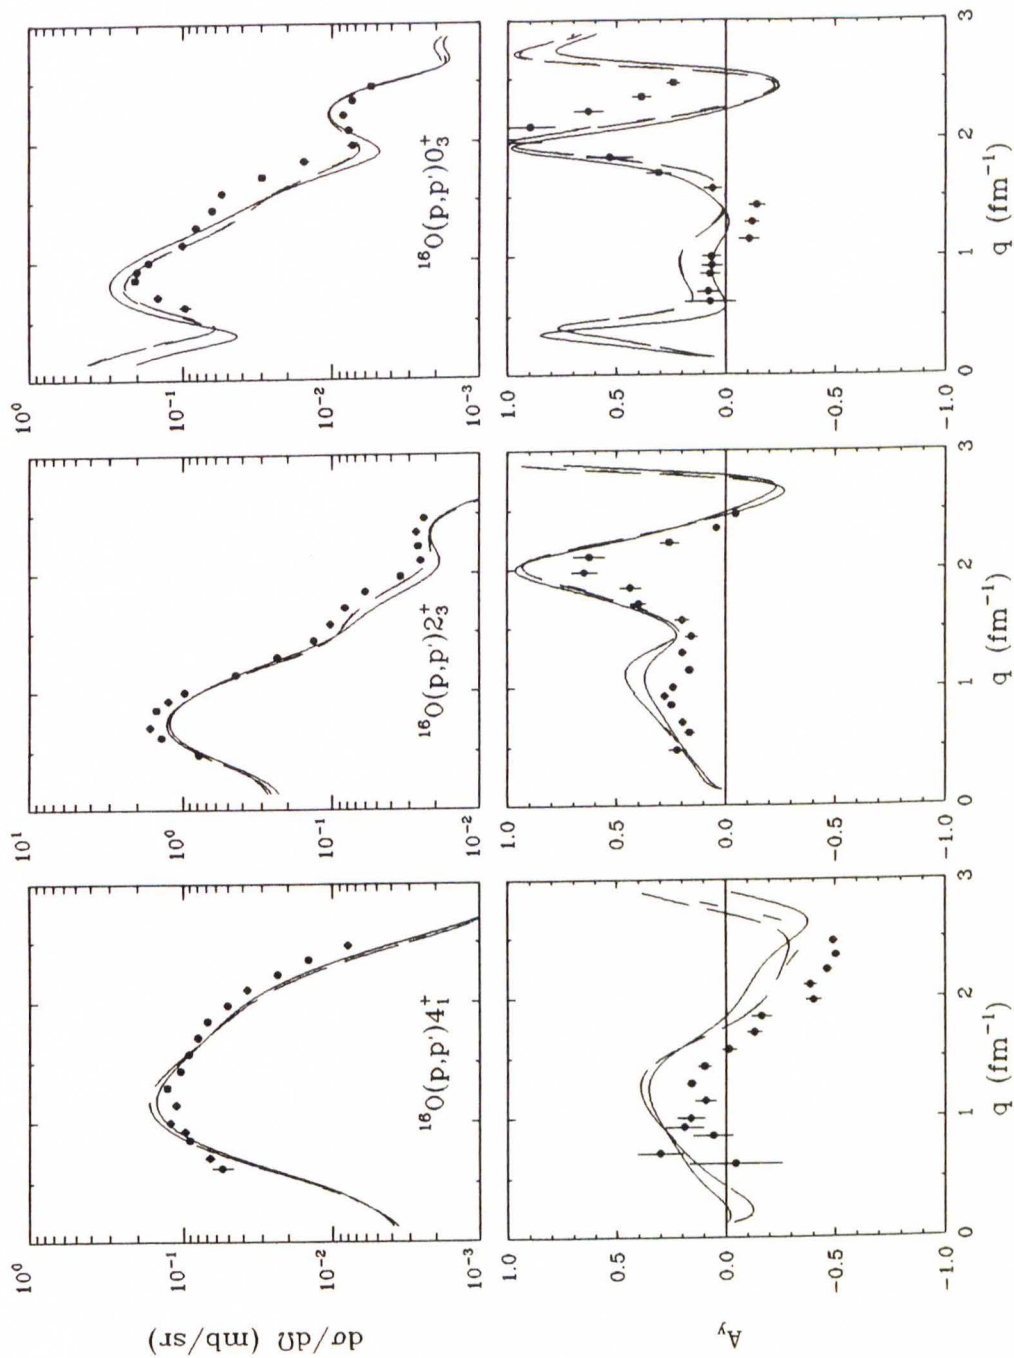 dσ/dΩ (mb/sr)
10⁰
10⁻¹
10⁻²
10⁻³
¹⁶O(p,p')4₁⁺
10¹
10⁰
10⁻¹
10⁻²
¹⁶O(p,p')2₃⁺
10⁰
10⁻¹
10⁻²
10⁻³
¹⁶O(p,p')0₃⁺
A_y
1.0
0.5
0.0
−0.5
−1.0
0 1 2 3
q (fm⁻¹)
1.0
0.5
0.0
−0.5
−1.0
0 1 2 3
q (fm⁻¹)
1.0
0.5
0.0
−0.5
−1.0
0 1 2 3
q (fm⁻¹)